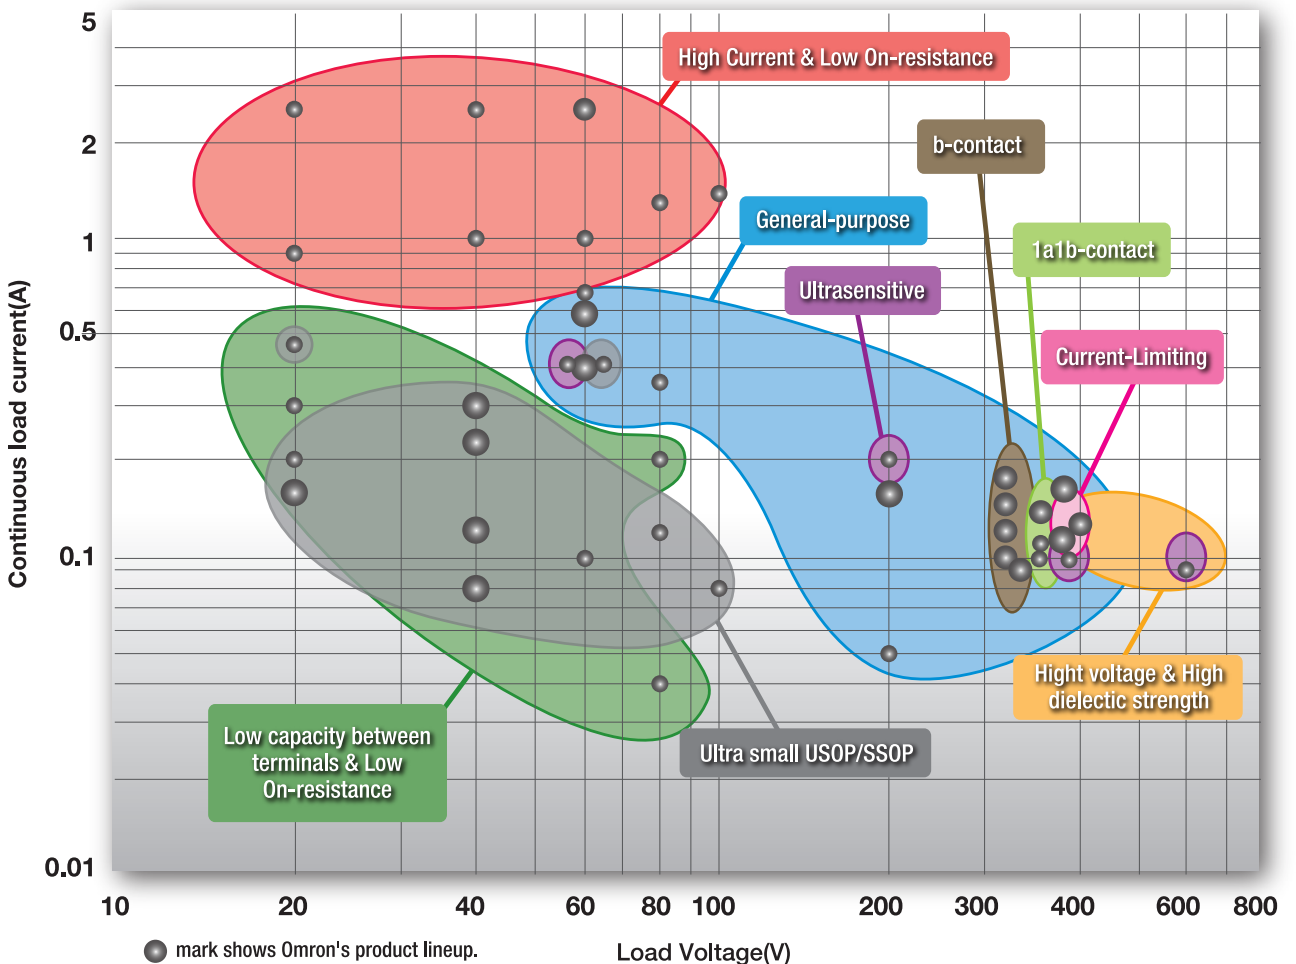 5
High Current & Low On-resistance
2
b-contact
General-purpose
1
1a1b-contact
Ultrasensitive
0.5
Current-Limiting
Continuous load current(A)
0.1
Hight voltage & High
dielectic strength
Low capacity between
terminals & Low
On-resistance
Ultra small USOP/SSOP
0.01
10 20 40 60 80 100 200 300 400 600 800
mark shows Omron's product lineup.
Load Voltage(V)